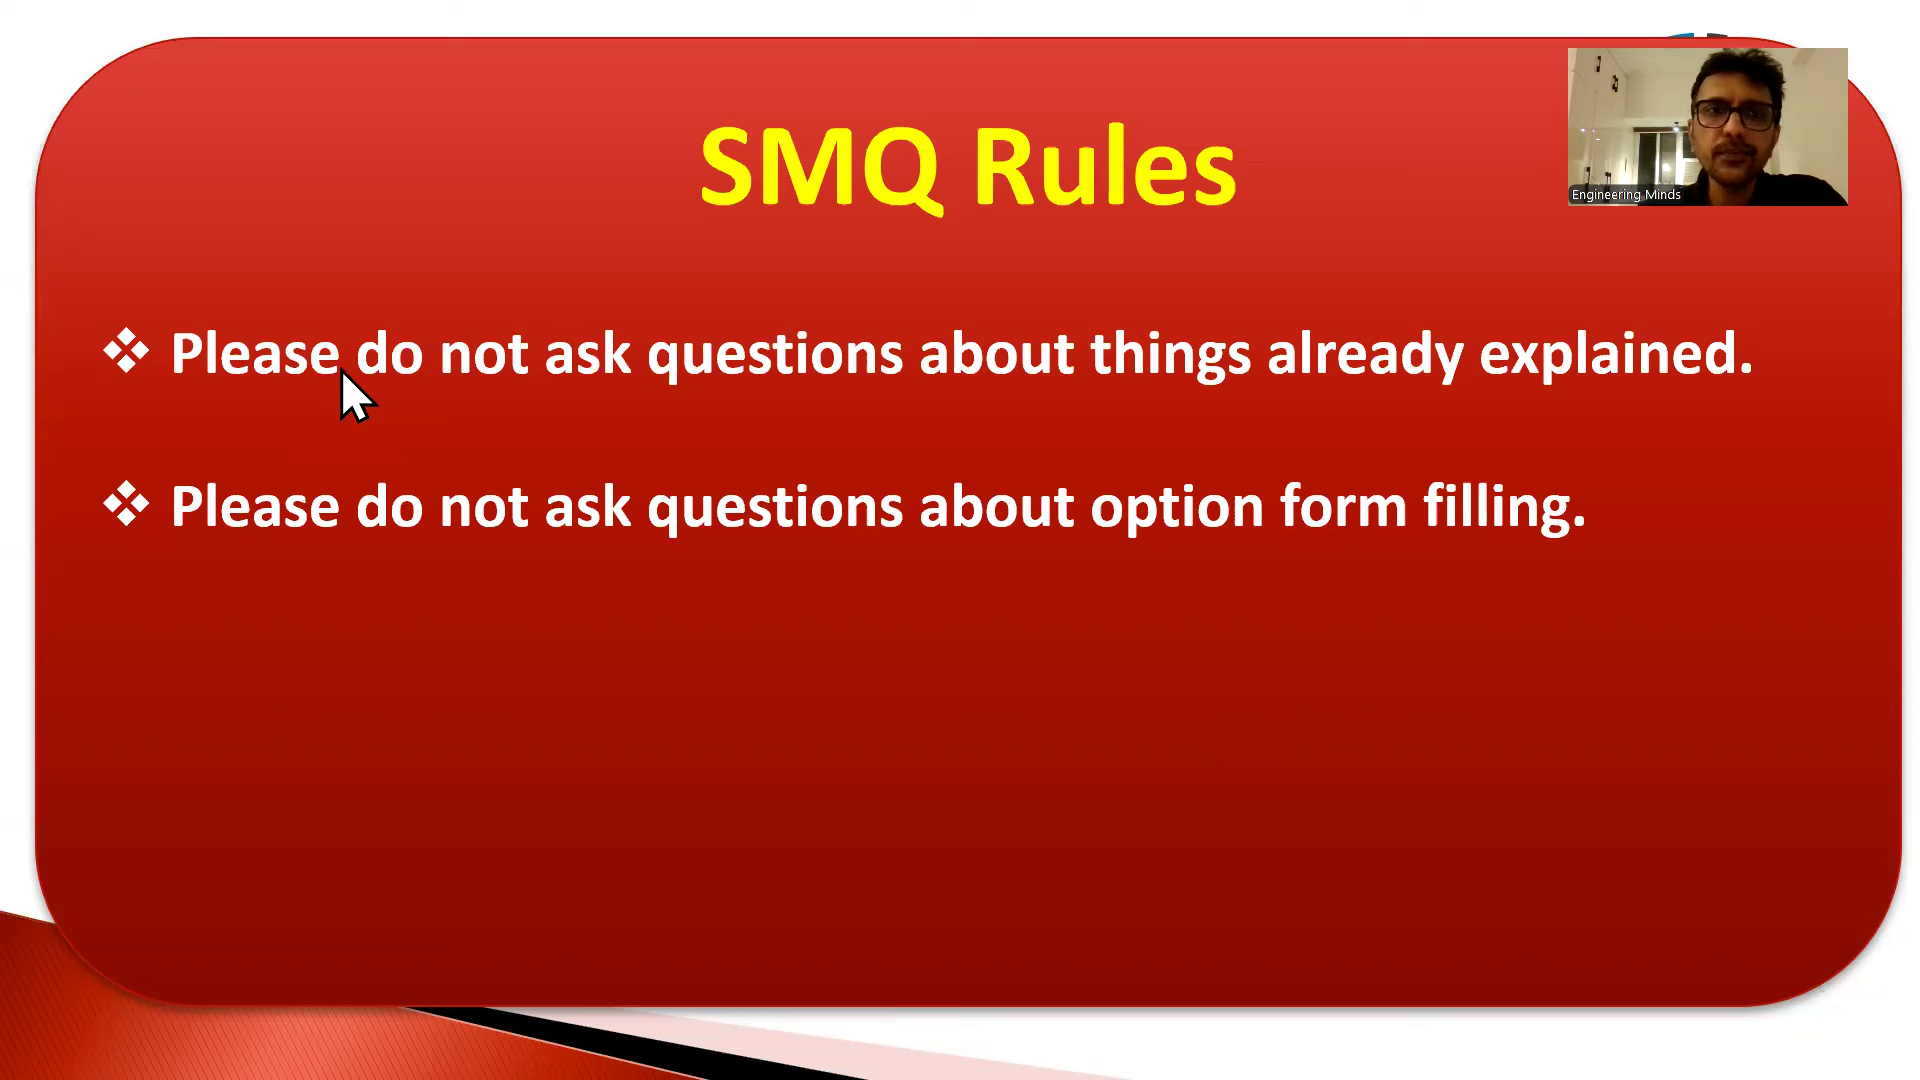 SMQ Rules
Engineering Minds
Please do not ask questions about things already explained.
Please do not ask questions about option form filling.